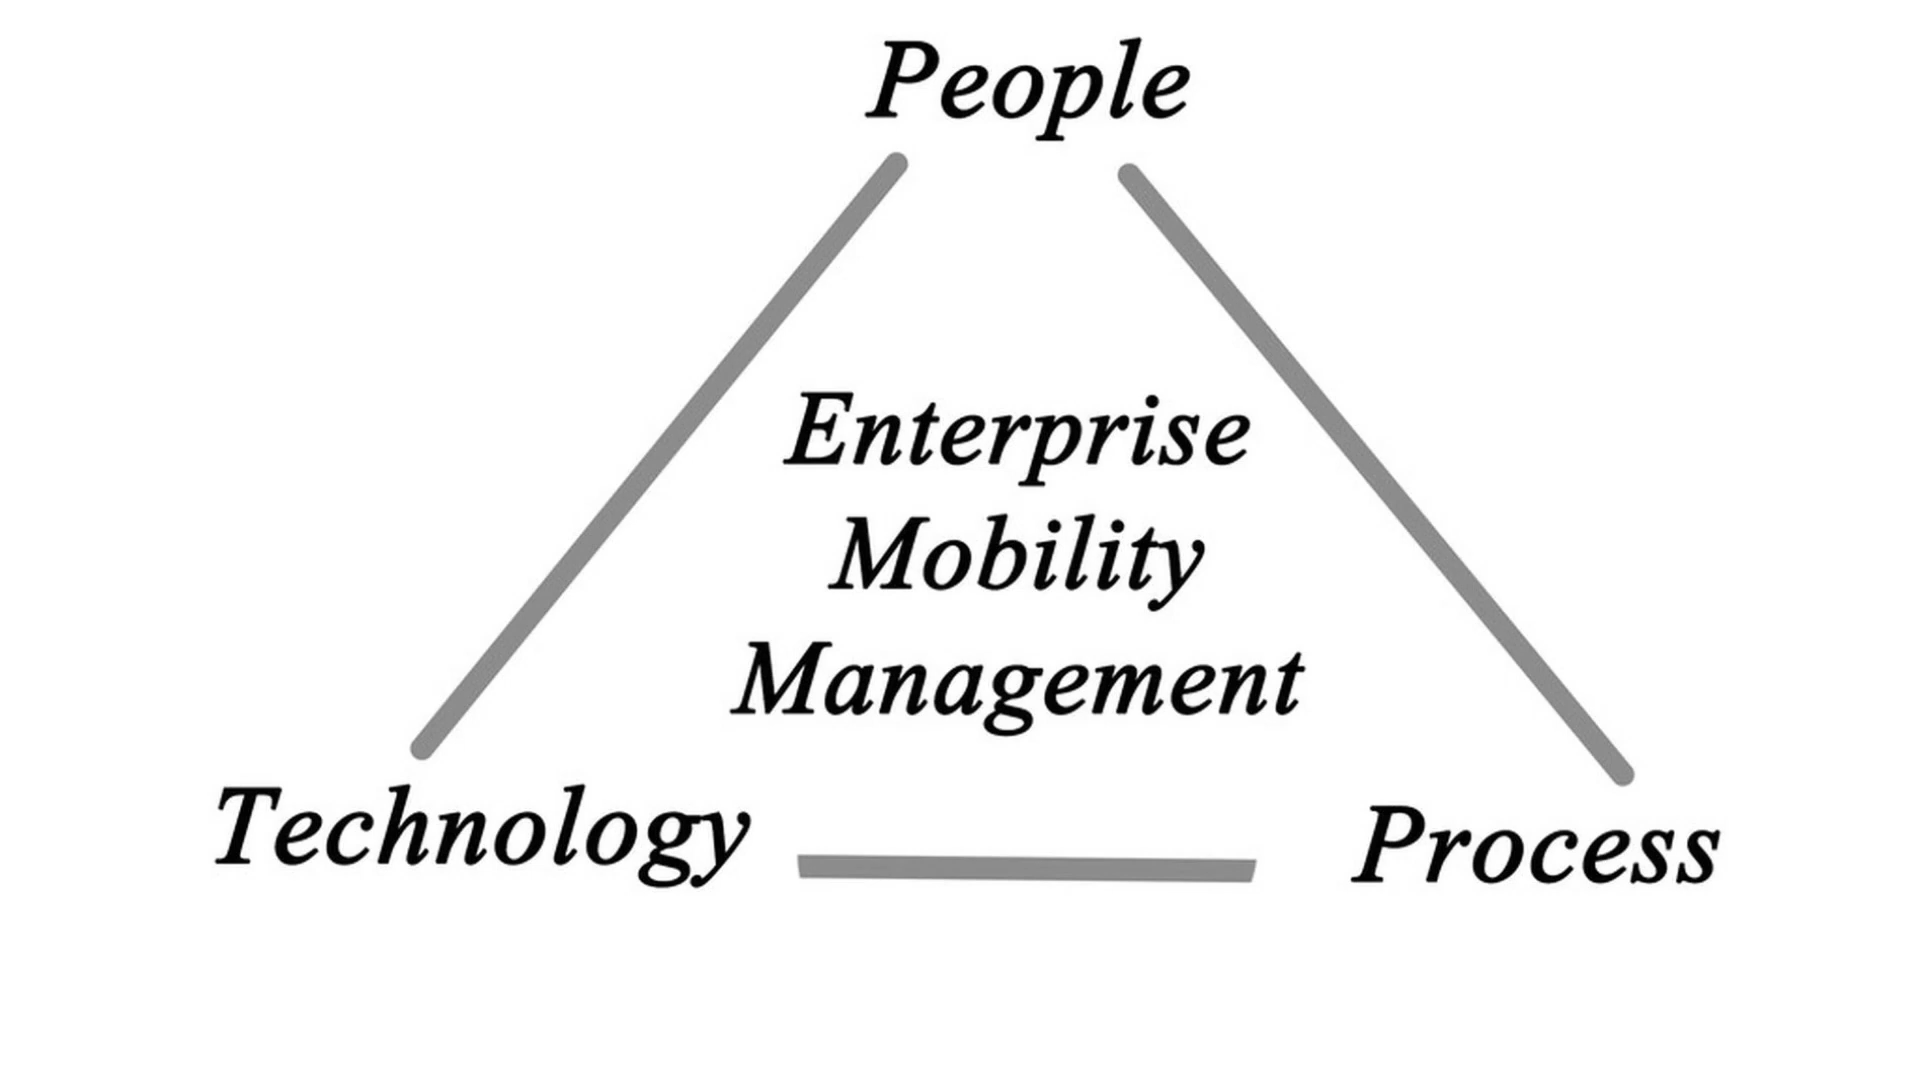 People
Enterprise
Mobility
Management
Technology
Process